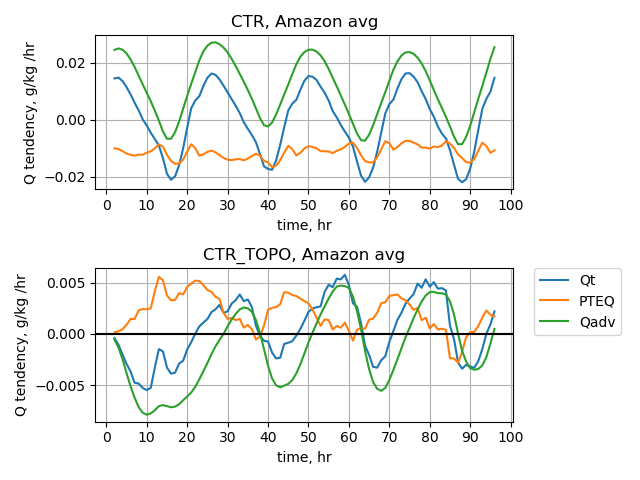 CTR, Amazon avg
Q tendency, g/kg /hr
0.02
0.00
−0.02
0 10 20 30 40 50 60 70 80 90 100
time, hr
CTR_TOPO, Amazon avg
Q tendency, g/kg /hr
0.005
0.000
−0.005
0 10 20 30 40 50 60 70 80 90 100
time, hr
Qt
PTEQ
Qadv